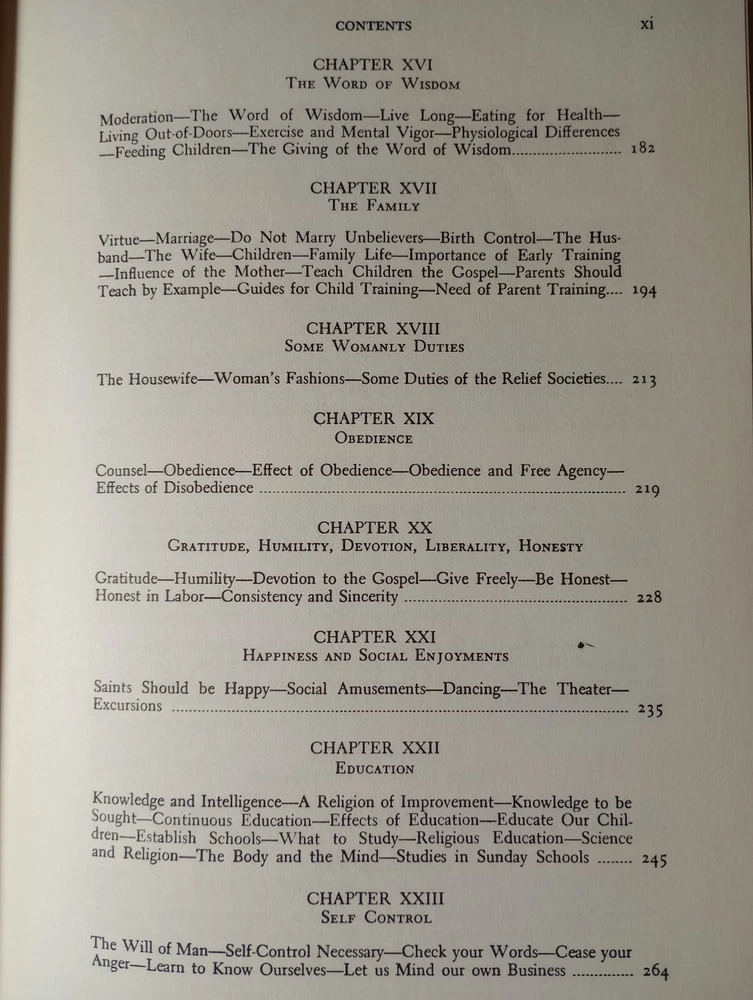 CONTENTS xi
CHAPTER XVI
THE WORD OF WISDOM
Moderation—The Word of Wisdom—Live Long—Eating for Health—
Living Out-of-Doors—Exercise and Mental Vigor—Physiological Differences
—Feeding Children—The Giving of the Word of Wisdom........................ 182
CHAPTER XVII
THE FAMILY
Virtue—Marriage—Do Not Marry Unbelievers—Birth Control—The Hus-
band—The Wife—Children—Family Life—Importance of Early Training
—Influence of the Mother—Teach Children the Gospel—Parents Should
Teach by Example—Guides for Child Training—Need of Parent Training.... 194
CHAPTER XVIII
SOME WOMANLY DUTIES
The Housewife—Woman's Fashions—Some Duties of the Relief Societies.... 213
CHAPTER XIX
OBEDIENCE
Counsel—Obedience—Effect of Obedience—Obedience and Free Agency—
Effects of Disobedience ........................................................................ 219
CHAPTER XX
GRATITUDE, HUMILITY, DEVOTION, LIBERALITY, HONESTY
Gratitude—Humility—Devotion to the Gospel—Give Freely—Be Honest—
Honest in Labor—Consistency and Sincerity ............................................ 228
CHAPTER XXI
HAPPINESS AND SOCIAL ENJOYMENTS
Saints Should be Happy—Social Amusements—Dancing—The Theater—
Excursions ........................................................................................ 235
CHAPTER XXII
EDUCATION
Knowledge and Intelligence—A Religion of Improvement—Knowledge to be
Sought—Continuous Education—Effects of Education—Educate Our Chil-
dren—Establish Schools—What to Study—Religious Education—Science
and Religion—The Body and the Mind—Studies in Sunday Schools ........ 245
CHAPTER XXIII
SELF CONTROL
The Will of Man—Self-Control Necessary—Check your Words—Cease your
Anger—Learn to Know Ourselves—Let us Mind our own Business .............. 264